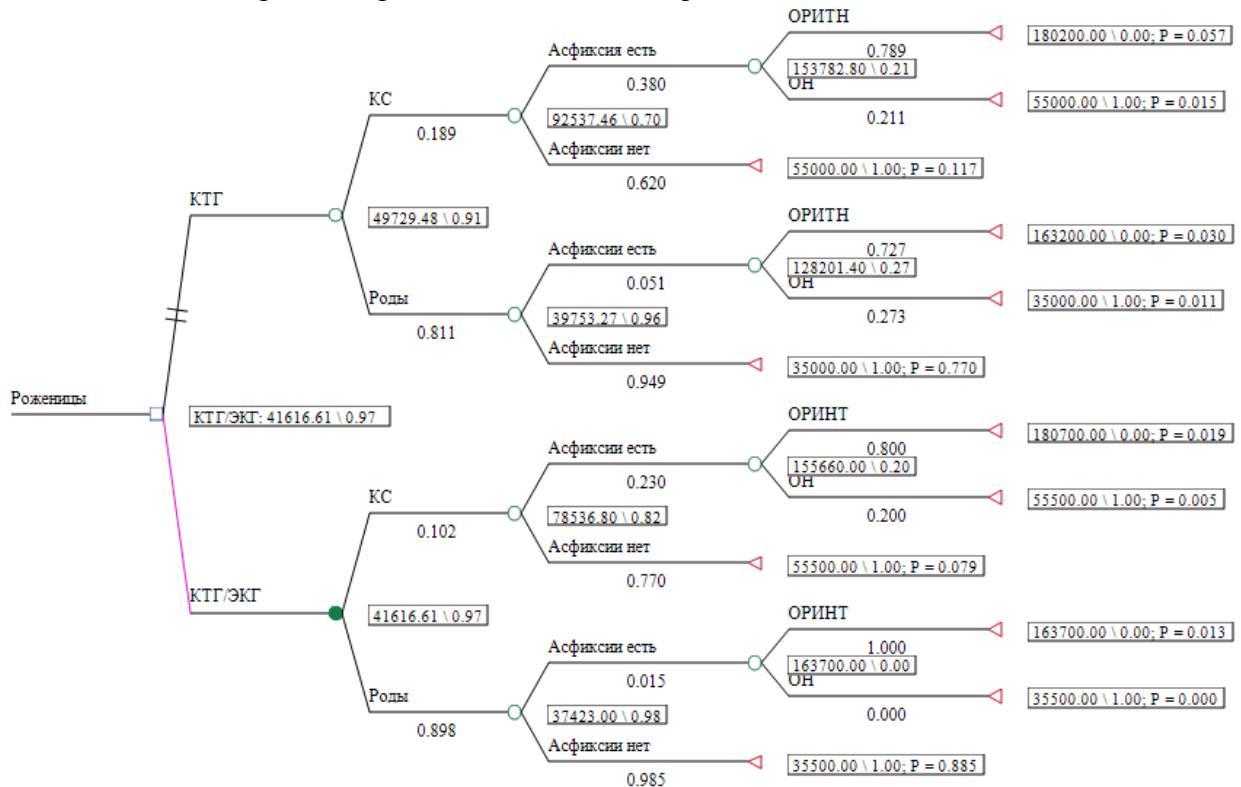 ОРИТН
180200.00 \ 0.00; P = 0.057
Асфиксия есть
0.789
153782.80 \ 0.21
0.380
ОН
КС
55000.00 \ 1.00; P = 0.015
92537.46 \ 0.70
0.211
0.189
Асфиксии нет
55000.00 \ 1.00; P = 0.117
0.620
КТГ
49729.48 \ 0.91
ОРИТН
163200.00 \ 0.00; P = 0.030
Асфиксия есть
0.727
128201.40 \ 0.27
0.051
ОН
Роды
35000.00 \ 1.00; P = 0.011
39753.27 \ 0.96
0.273
0.811
Асфиксии нет
35000.00 \ 1.00; P = 0.770
0.949
Роженицы
КТГ/ЭКГ: 41616.61 \ 0.97
ОРИНТ
180700.00 \ 0.00; P = 0.019
Асфиксия есть
0.800
155660.00 \ 0.20
0.230
ОН
КС
55500.00 \ 1.00; P = 0.005
78536.80 \ 0.82
0.200
0.102
Асфиксии нет
55500.00 \ 1.00; P = 0.079
0.770
КТГ/ЭКГ
41616.61 \ 0.97
ОРИНТ
163700.00 \ 0.00; P = 0.013
Асфиксия есть
1.000
163700.00 \ 0.00
0.015
ОН
Роды
35500.00 \ 1.00; P = 0.000
37423.00 \ 0.98
0.000
0.898
Асфиксии нет
35500.00 \ 1.00; P = 0.885
0.985